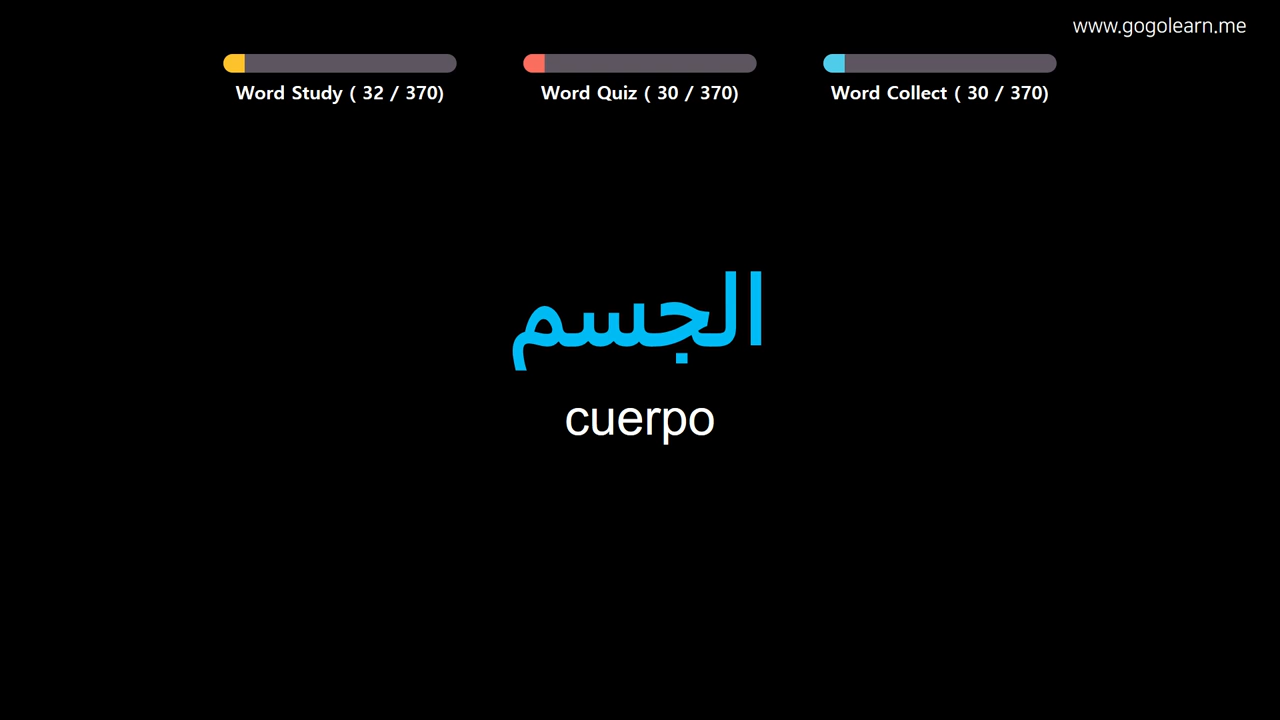 www.gogolearn.me
Word Study ( 32 / 370)
Word Quiz ( 30 / 370)
Word Collect ( 30 / 370)
الجسم
cuerpo